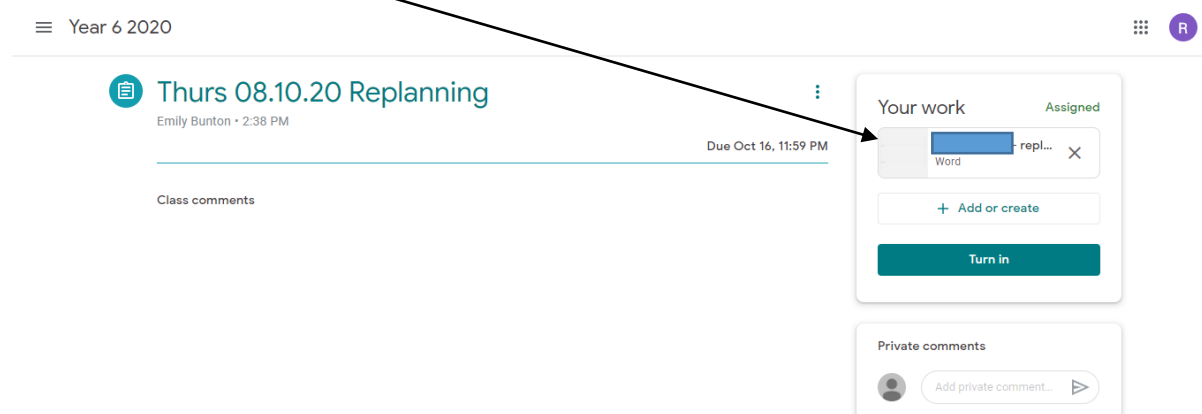 Year 6 2020
R
Thurs 08.10.20 Replanning
Emily Bunton • 2:38 PM
Due Oct 16, 11:59 PM
Class comments
Your work
Assigned
- repl...
Word
+ Add or create
Turn in
Private comments
Add private comment...